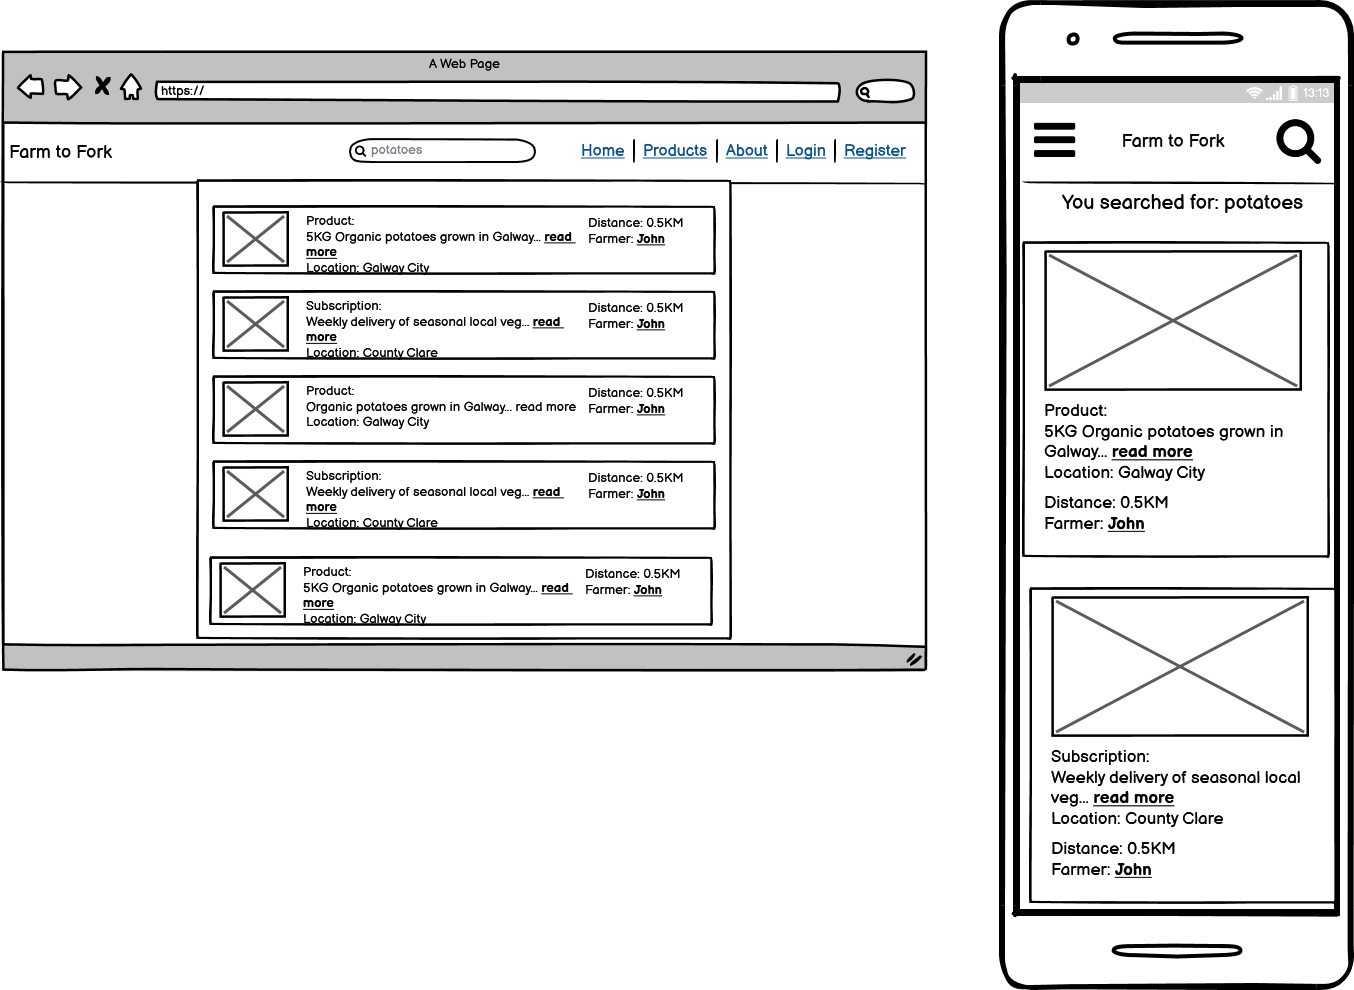 A Web Page
https://
Farm to Fork
potatoes
Home
Products
About
Login
Register
Product:
5KG Organic potatoes grown in Galway... read
more
Location: Galway City
Distance: 0.5KM
Farmer: John
Subscription:
Weekly delivery of seasonal local veg... read
more
Location: County Clare
Distance: 0.5KM
Farmer: John
Product:
Organic potatoes grown in Galway... read more
Location: Galway City
Distance: 0.5KM
Farmer: John
Subscription:
Weekly delivery of seasonal local veg... read
more
Location: County Clare
Distance: 0.5KM
Farmer: John
Product:
5KG Organic potatoes grown in Galway... read
more
Location: Galway City
Distance: 0.5KM
Farmer: John
13:13
Farm to Fork
You searched for: potatoes
Product:
5KG Organic potatoes grown in
Galway... read more
Location: Galway City
Distance: 0.5KM
Farmer: John
Subscription:
Weekly delivery of seasonal local
veg... read more
Location: County Clare
Distance: 0.5KM
Farmer: John